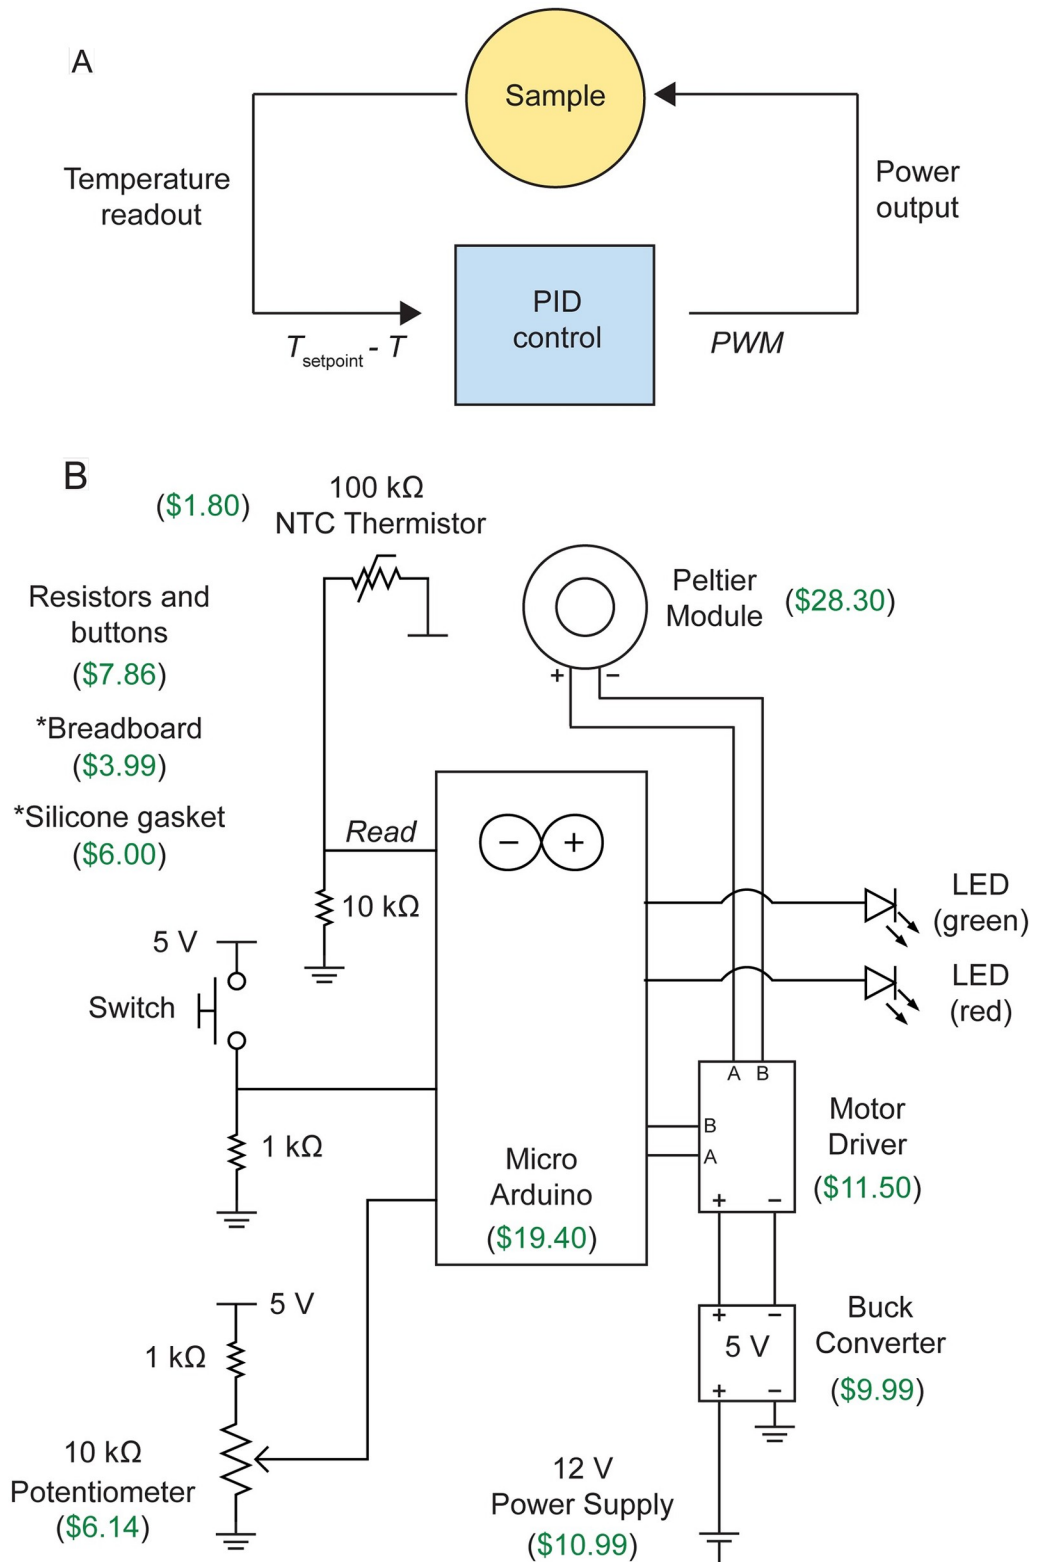 A
Sample
Temperature
readout
Power
output
PID
control
T setpoint - T
PWM
B
($1.80)
100 kΩ
NTC Thermistor
Resistors and
buttons
($7.86)
*Breadboard
($3.99)
*Silicone gasket
($6.00)
Peltier
Module
($28.30)
+ −
Read
− +
10 kΩ
LED
(green)
5 V
Switch
LED
(red)
A B
B
A
+ −
Motor
Driver
($11.50)
1 kΩ
Micro
Arduino
($19.40)
5 V
1 kΩ
+ −
5 V
+ −
Buck
Converter
($9.99)
10 kΩ
Potentiometer
($6.14)
12 V
Power Supply
($10.99)